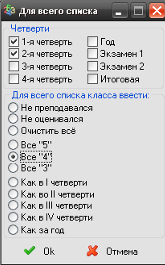 Для всего списка
Четверти
1-я четверть Год
2-я четверть Экзамен 1
3-я четверть Экзамен 2
4-я четверть Итоговая
Для всего списка класса ввести:
Не преподавался
Не оценивался
Очистить всё
Все "5"
Все "4"
Все "3"
Как в I четверти
Как во II четверти
Как в III четверти
Как в IV четверти
Как за год
Ok Отмена